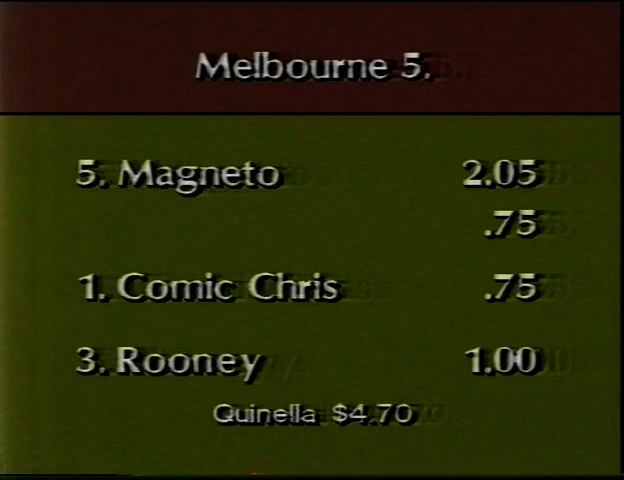 Melbourne 5.
5. Magneto 2.05
.75
1. Comic Chris .75
3. Rooney 1.00
Quinella $4.70